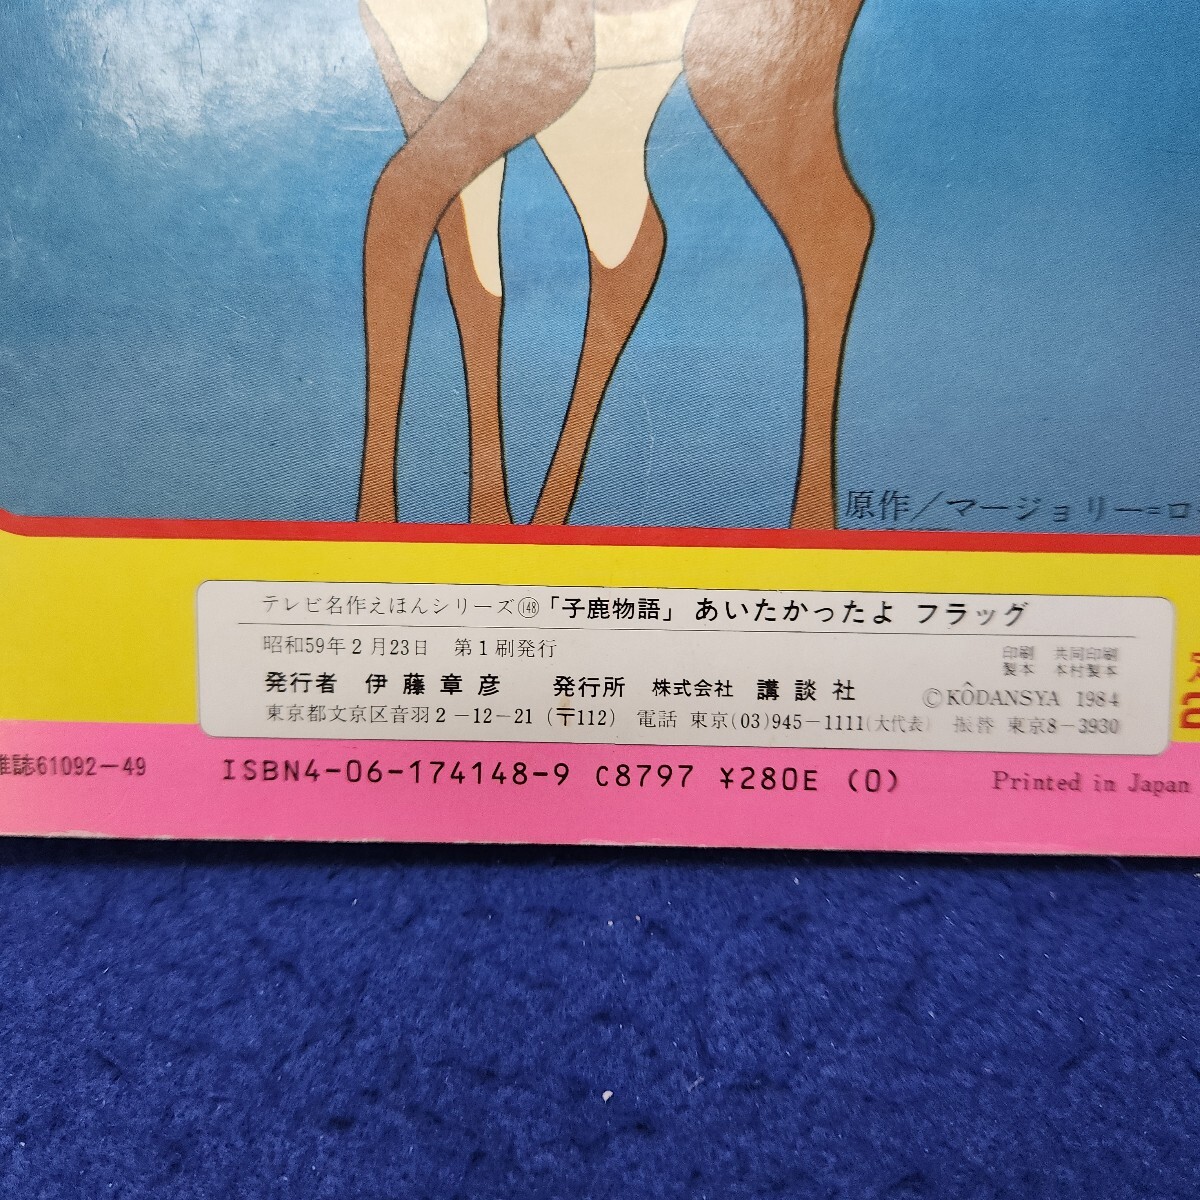 原作／マージョリー=ロ
テレビ名作えほんシリーズ(148)「子鹿物語」 あいたかったよ フラッグ
昭和59年2月23日 第1刷発行
印刷 共同印刷
製本 本村製本
発行者 伊藤章彦 発行所 株式会社 講談社
©KÔDANSYA 1984
東京都文京区音羽2-12-21 (〒112) 電話 東京(03)945-1111(大代表) 振替 東京8-3930
雑誌61092-49
ISBN4-06-174148-9 C8797 ¥280E (0)
Printed in Japan